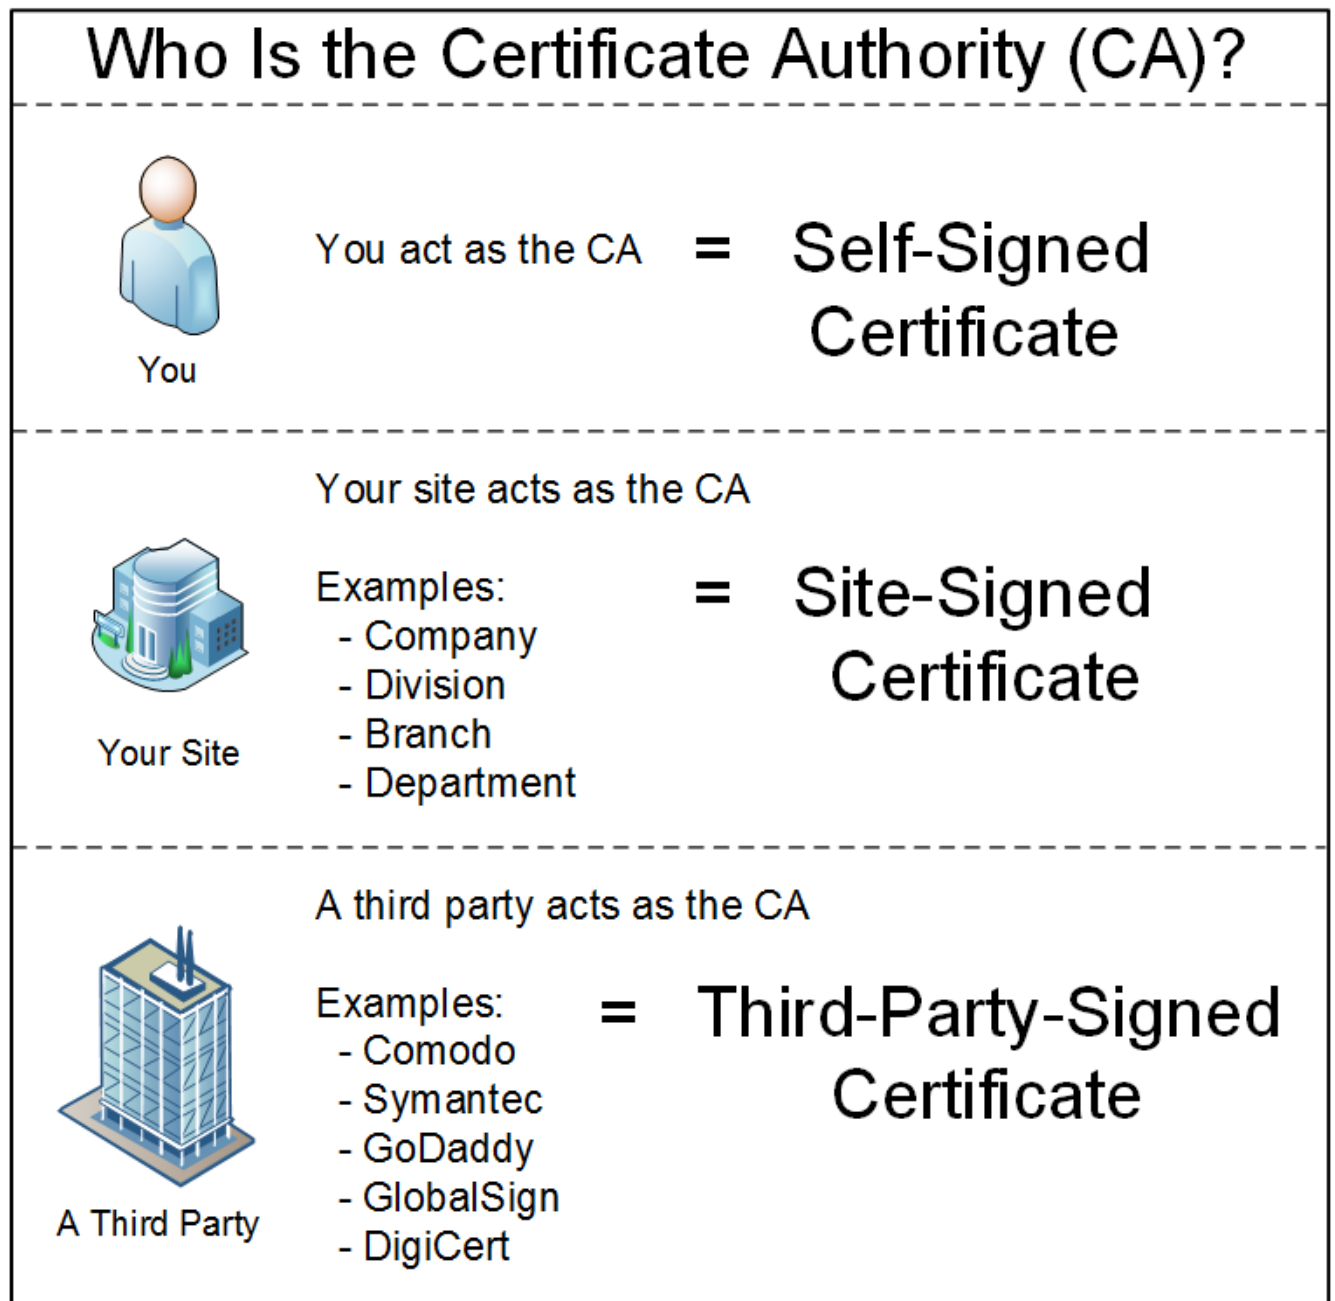 Who Is the Certificate Authority (CA)?
You act as the CA = Self-Signed
Certificate
You
Your site acts as the CA
Examples:
- Company
- Division
- Branch
- Department
= Site-Signed
Certificate
Your Site
A third party acts as the CA
Examples:
- Comodo
- Symantec
- GoDaddy
- GlobalSign
- DigiCert
= Third-Party-Signed
Certificate
A Third Party